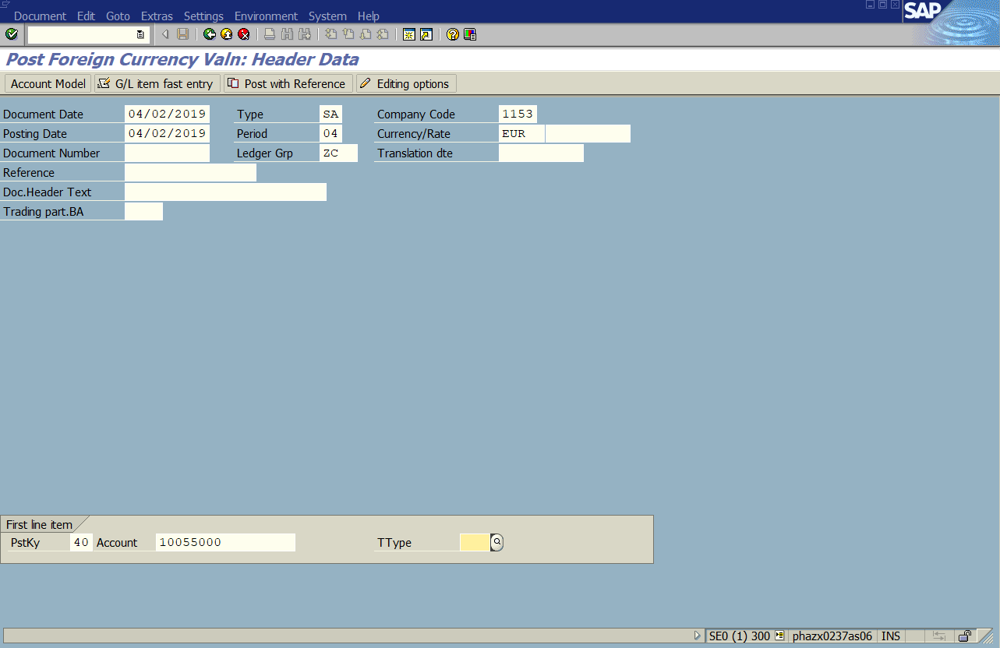 Document Edit Goto Extras Settings Environment System Help
SAP
Post Foreign Currency Valn: Header Data
Account Model G/L item fast entry Post with Reference Editing options
Document Date 04/02/2019 Type SA Company Code 1153
Posting Date 04/02/2019 Period 04 Currency/Rate EUR
Document Number Ledger Grp ZC Translation dte
Reference
Doc.Header Text
Trading part.BA
First line item
PstKy 40 Account 10055000 TType
SE0 (1) 300 phazx0237as06 INS